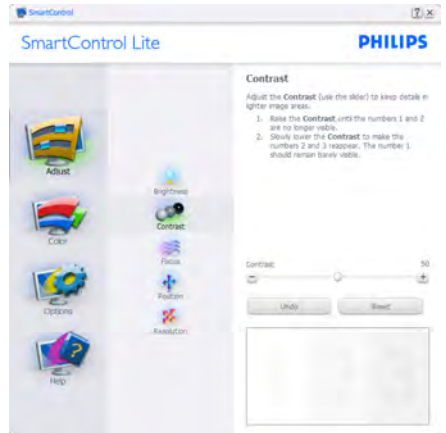 SmartControl
SmartControl Lite
PHILIPS
Adjust
Color
Options
Help
Brightness
Contrast
Focus
Position
Resolution
Contrast
Adjust the Contrast (use the slider) to keep details in
lighter image areas.
1. Raise the Contrast until the numbers 1 and 2
are no longer visible.
2. Slowly lower the Contrast to make the
numbers 2 and 3 reappear. The number 1
should remain barely visible.
Contrast:
50
Undo
Reset